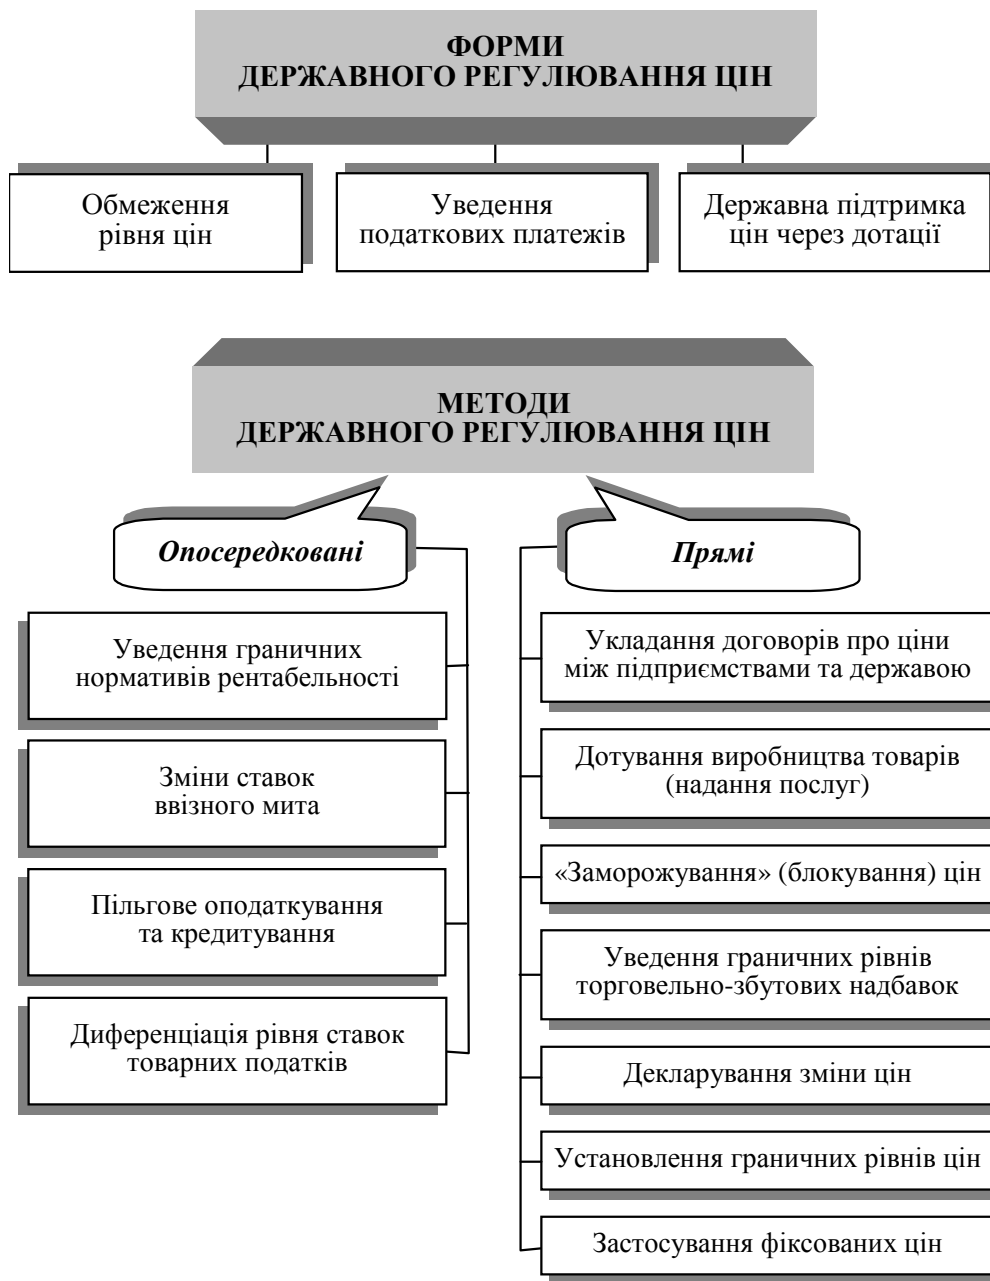 ФОРМИ
ДЕРЖАВНОГО РЕГУЛЮВАННЯ ЦІН
Обмеження
рівня цін
Уведення
податкових платежів
Державна підтримка
цін через дотації
МЕТОДИ
ДЕРЖАВНОГО РЕГУЛЮВАННЯ ЦІН
Опосередковані
Уведення граничних
нормативів рентабельності
Зміни ставок
ввізного мита
Пільгове оподаткування
та кредитування
Диференціація рівня ставок
товарних податків
Прямі
Укладання договорів про ціни
між підприємствами та державою
Дотування виробництва товарів
(надання послуг)
«Заморожування» (блокування) цін
Уведення граничних рівнів
торговельно-збутових надбавок
Декларування зміни цін
Установлення граничних рівнів цін
Застосування фіксованих цін